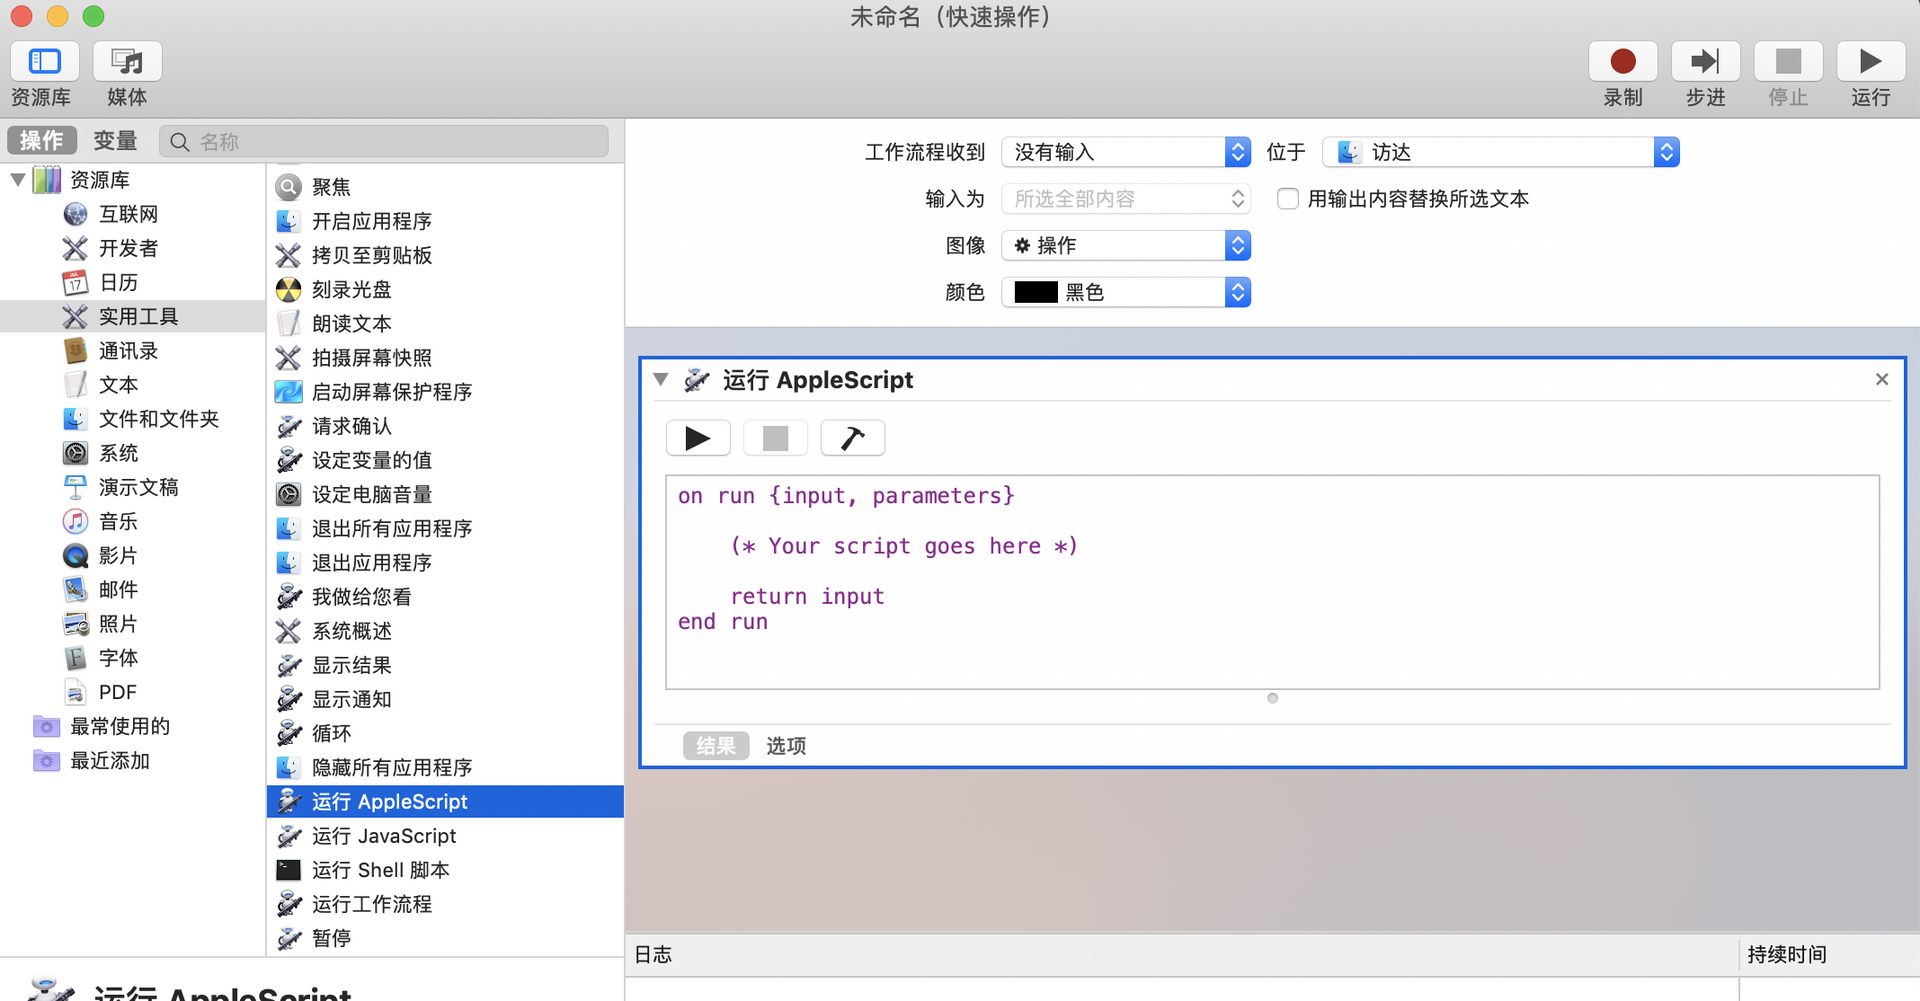 未命名（快速操作）
资源库
媒体
录制
步进
停止
运行
操作
变量
名称
资源库
互联网
开发者
JUL
17
日历
实用工具
通讯录
文本
文件和文件夹
系统
演示文稿
音乐
影片
邮件
照片
字体
PDF
最常使用的
最近添加
聚焦
开启应用程序
拷贝至剪贴板
刻录光盘
朗读文本
拍摄屏幕快照
启动屏幕保护程序
请求确认
设定变量的值
设定电脑音量
退出所有应用程序
退出应用程序
我做给您看
系统概述
显示结果
显示通知
循环
隐藏所有应用程序
运行 AppleScript
运行 JavaScript
运行 Shell 脚本
运行工作流程
暂停
运行 AppleScript
工作流程收到 没有输入 位于 访达
输入为 所选全部内容 用输出内容替换所选文本
图像 操作
颜色 黑色
运行 AppleScript
on run {input, parameters}
(* Your script goes here *)
return input
end run
结果 选项
日志 持续时间